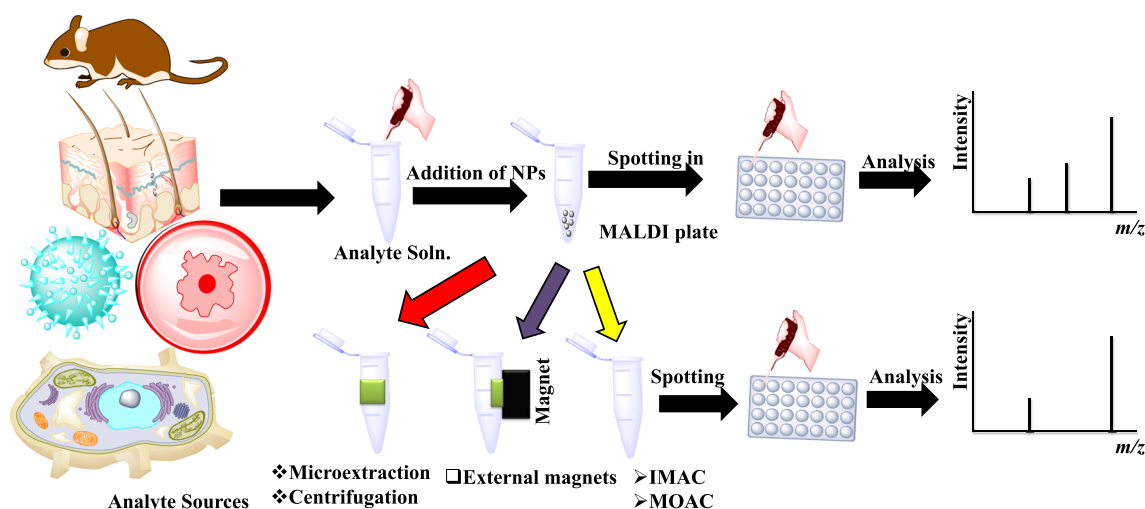 Addition of NPs
Spotting in
MALDI plate
Analysis
Intensity
m/z
Analyte Soln.
Magnet
Spotting
Analysis
Intensity
m/z
❖Microextraction
❖Centrifugation
❑External magnets
➢IMAC
➢MOAC
Analyte Sources